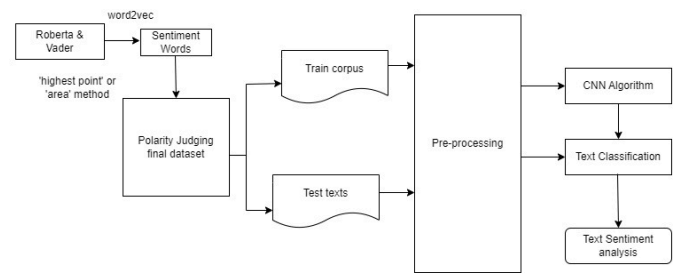 word2vec
Roberta &
Vader
Sentiment
Words
'highest point' or
'area' method
Polarity Judging
final dataset
Train corpus
Test texts
Pre-processing
CNN Algorithm
Text Classification
Text Sentiment
analysis